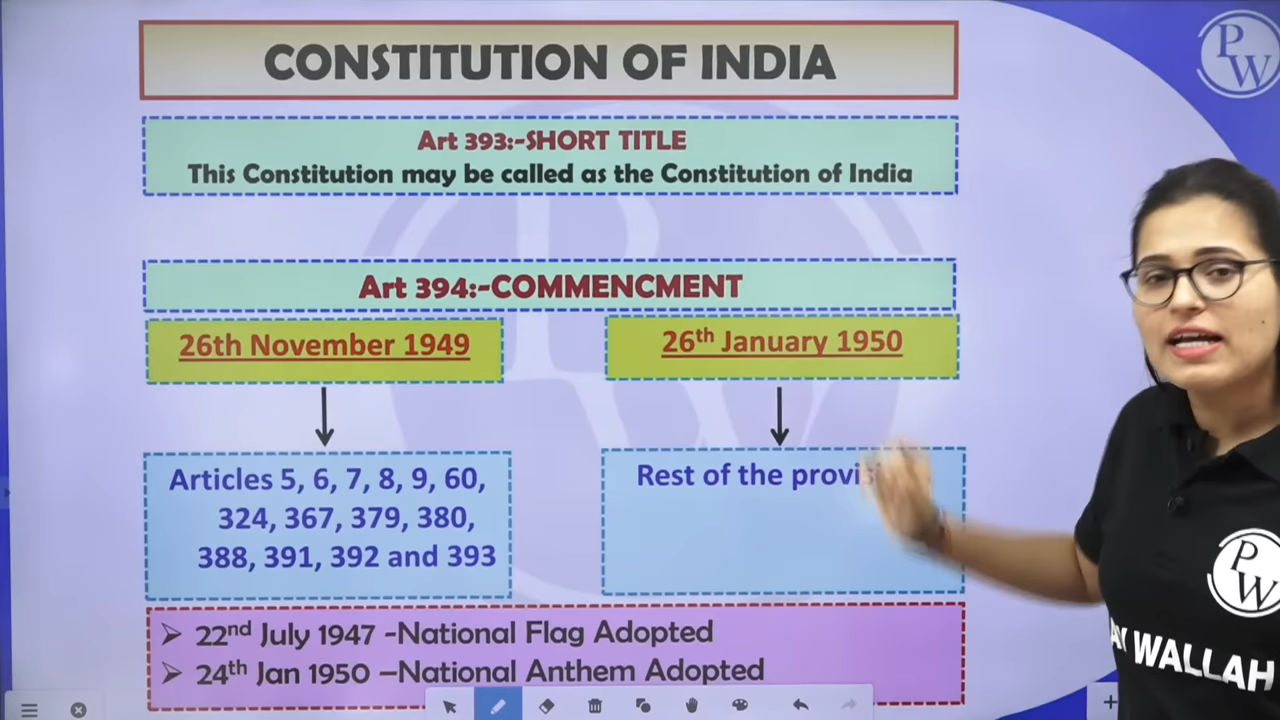 CONSTITUTION OF INDIA
PW
Art 393:-SHORT TITLE
This Constitution may be called as the Constitution of India
Art 394:-COMMENCMENT
26th November 1949
26th January 1950
Articles 5, 6, 7, 8, 9, 60,
324, 367, 379, 380,
388, 391, 392 and 393
Rest of the
22nd July 1947 -National Flag Adopted
24th Jan 1950 –National Anthem Adopted
PW
WALLAH